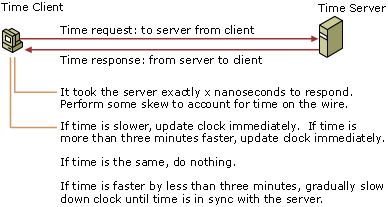 Time Client
Time Server
Time request: to server from client
Time response: from server to client
It took the server exactly x nanoseconds to respond.
Perform some skew to account for time on the wire.
If time is slower, update clock immediately.  If time is
more than three minutes faster, update clock immediately.
If time is the same, do nothing.
If time is faster by less than three minutes, gradually slow
down clock until time is in sync with the server.